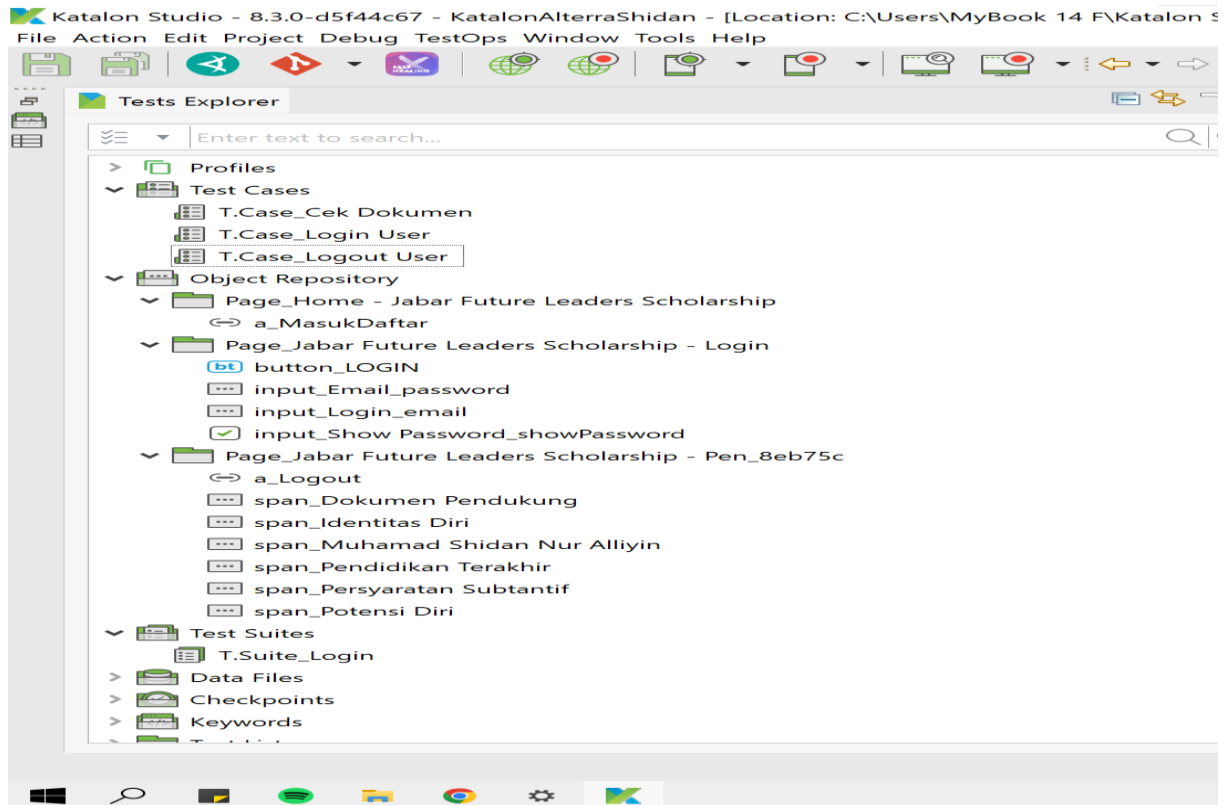 Katalon Studio - 8.3.0-d5f44c67 - KatalonAlterraShidan - [Location: C:\Users\MyBook 14 F\Katalon S
File Action Edit Project Debug TestOps Window Tools Help
Tests Explorer
Enter text to search...
Profiles
Test Cases
T.Case_Cek Dokumen
T.Case_Login User
T.Case_Logout User
Object Repository
Page_Home - Jabar Future Leaders Scholarship
a_MasukDaftar
Page_Jabar Future Leaders Scholarship - Login
bt button_LOGIN
input_Email_password
input_Login_email
input_Show Password_showPassword
Page_Jabar Future Leaders Scholarship - Pen_8eb75c
a_Logout
span_Dokumen Pendukung
span_Identitas Diri
span_Muhamad Shidan Nur Alliyin
span_Pendidikan Terakhir
span_Persyaratan Subtantif
span_Potensi Diri
Test Suites
T.Suite_Login
Data Files
Checkpoints
Keywords